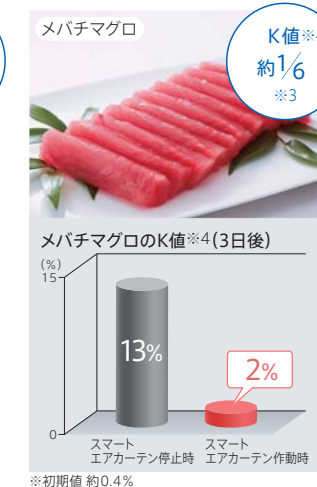 メバチマグロ
K値※4
約1/6
※3
メバチマグロのK値※4(3日後)
(%)
15
13%
2%
0
スマート
エアカーテン停止時
スマート
エアカーテン作動時
※初期値 約0.4%